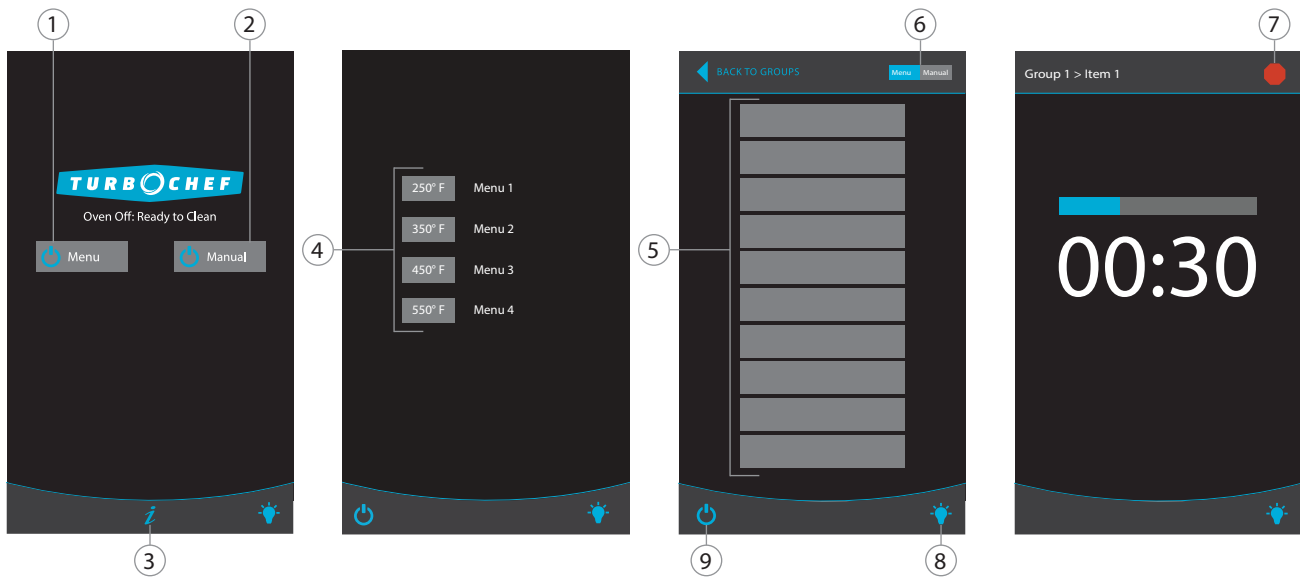 1
2
TURBOCHEF
Oven Off: Ready to Clean
Menu
Manual
i
3
4
250° F Menu 1
350° F Menu 2
450° F Menu 3
550° F Menu 4
6
BACK TO GROUPS
Menu Manual
5
9
8
7
Group 1 > Item 1
00:30